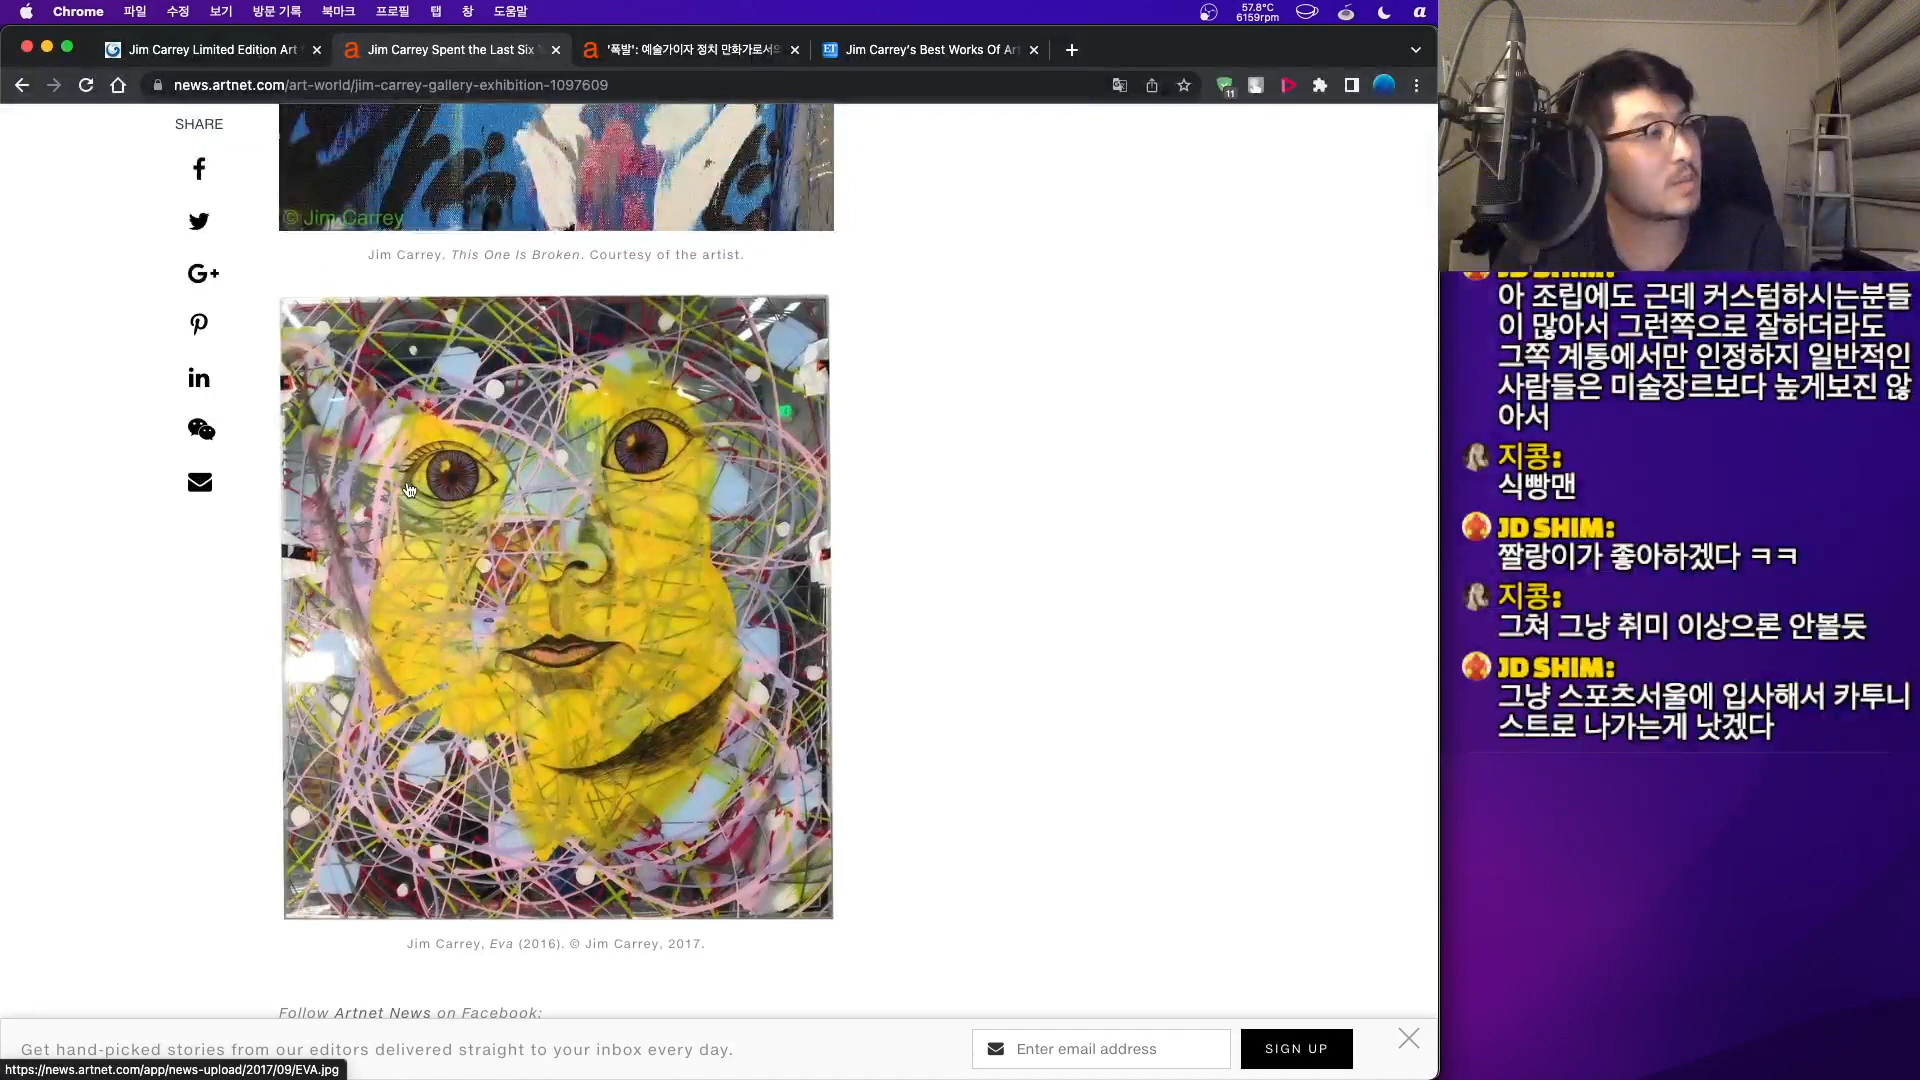 Chrome 파일 수정 보기 방문 기록 북마크 프로필 탭 창 도움말
57.8°C
6159rpm
Jim Carrey Limited Edition Art
Jim Carrey Spent the Last Six
'폭발': 예술가이자 정치 만화가로서의
ET Jim Carrey's Best Works Of Art
news.artnet.com/art-world/jim-carrey-gallery-exhibition-1097609
11
SHARE
G+
in
© Jim Carrey
Jim Carrey, This One Is Broken. Courtesy of the artist.
Jim Carrey, Eva (2016). © Jim Carrey, 2017.
Follow Artnet News on Facebook:
Get hand-picked stories from our editors delivered straight to your inbox every day.
Enter email address
SIGN UP
https://news.artnet.com/app/news-upload/2017/09/EVA.jpg
JD SHIM:
아 조립에도 근데 커스텀하시는분들
이 많아서 그런쪽으로 잘하더라도
그쪽 계통에서만 인정하지 일반적인
사람들은 미술장르보다 높게보진 않
아서
지콩:
식빵맨
JD SHIM:
짤랑이가 좋아하겠다 ㅋㅋ
지콩:
그쳐 그냥 취미 이상으론 안볼듯
JD SHIM:
그냥 스포츠서울에 입사해서 카투니
스트로 나가는게 낫겠다